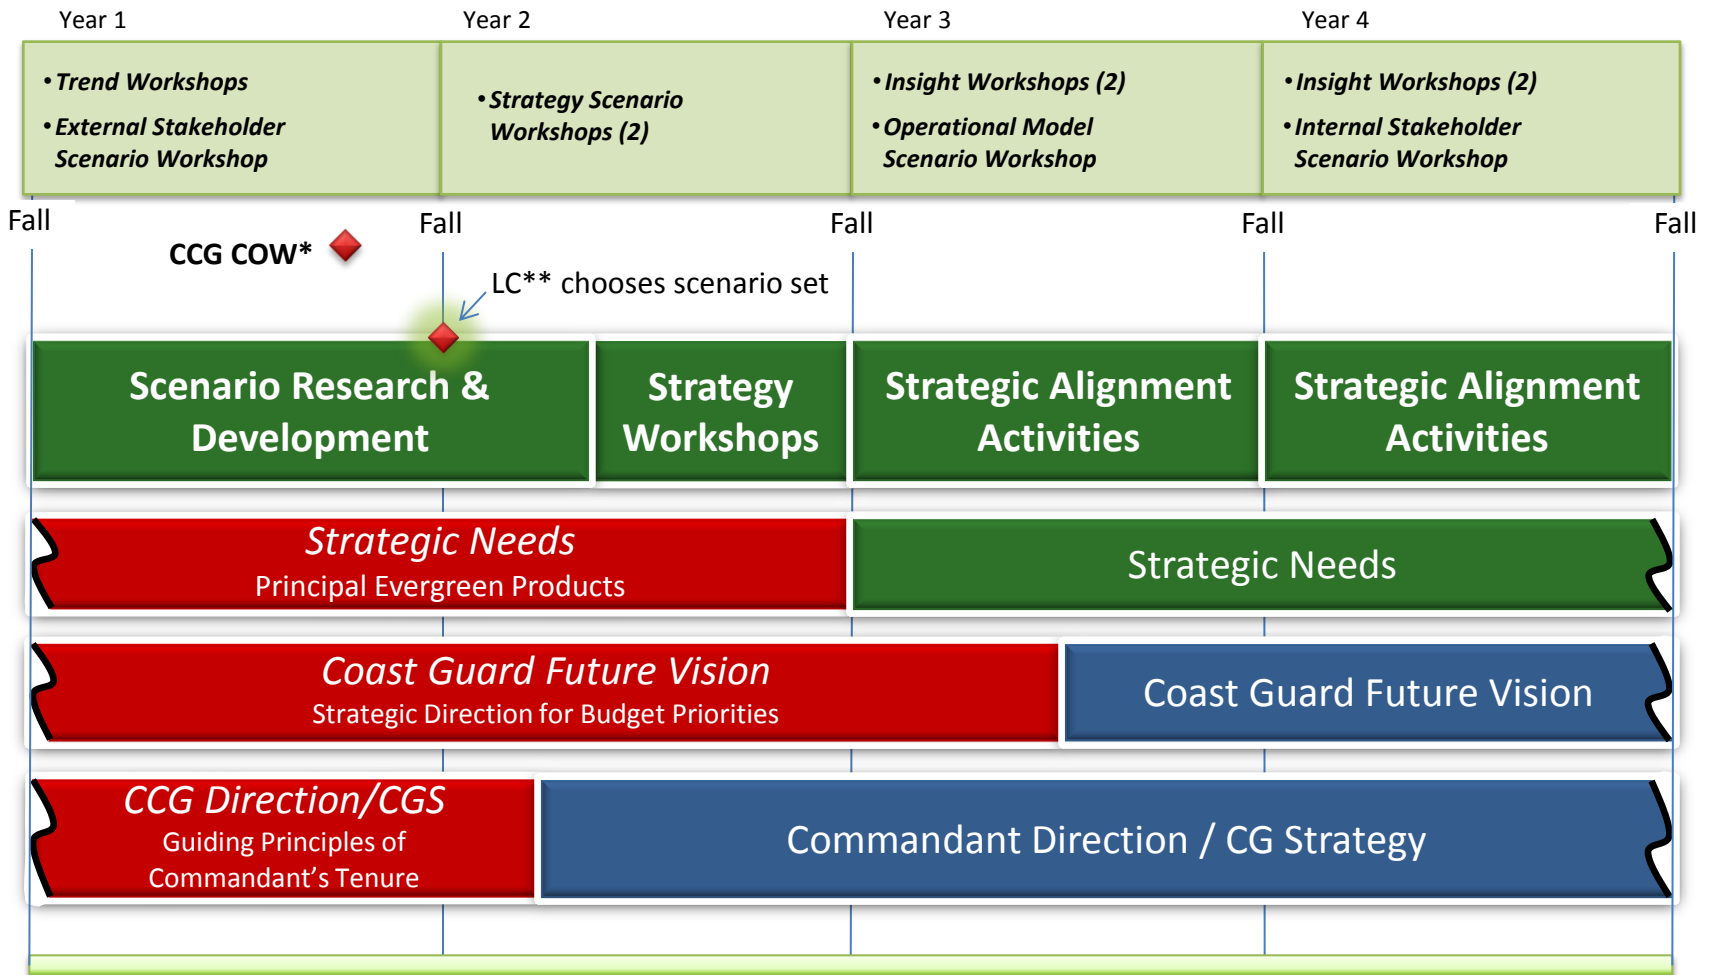 Year 1
Year 2
Year 3
Year 4
• Trend Workshops
• External Stakeholder
Scenario Workshop
• Strategy Scenario
Workshops (2)
• Insight Workshops (2)
• Operational Model
Scenario Workshop
• Insight Workshops (2)
• Internal Stakeholder
Scenario Workshop
Fall
Fall
Fall
Fall
Fall
CCG COW*
LC** chooses scenario set
Scenario Research &
Development
Strategy
Workshops
Strategic Alignment
Activities
Strategic Alignment
Activities
Strategic Needs
Principal Evergreen Products
Strategic Needs
Coast Guard Future Vision
Strategic Direction for Budget Priorities
Coast Guard Future Vision
CCG Direction/CGS
Guiding Principles of
Commandant's Tenure
Commandant Direction / CG Strategy